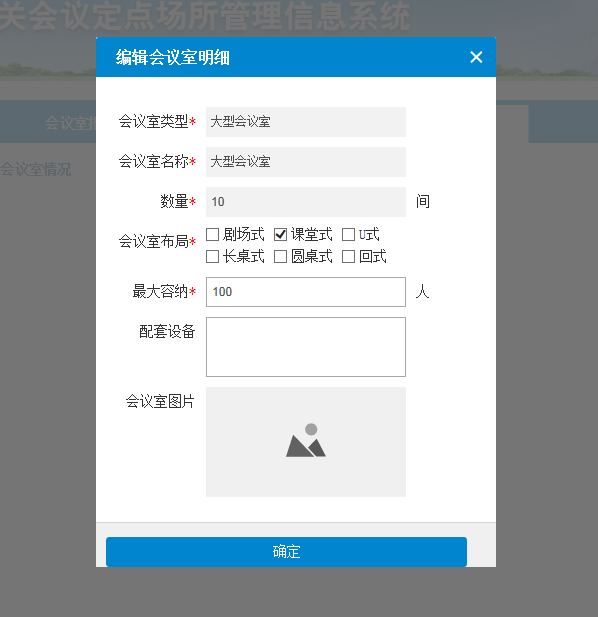 关会议定点场所管理信息系统
编辑会议室明细
会议室
会议室情况
会议室类型* 大型会议室
会议室名称* 大型会议室
数量* 10 间
会议室布局* 剧场式 课堂式 U式
长桌式 圆桌式 回式
最大容纳* 100 人
配套设备
会议室图片
确定